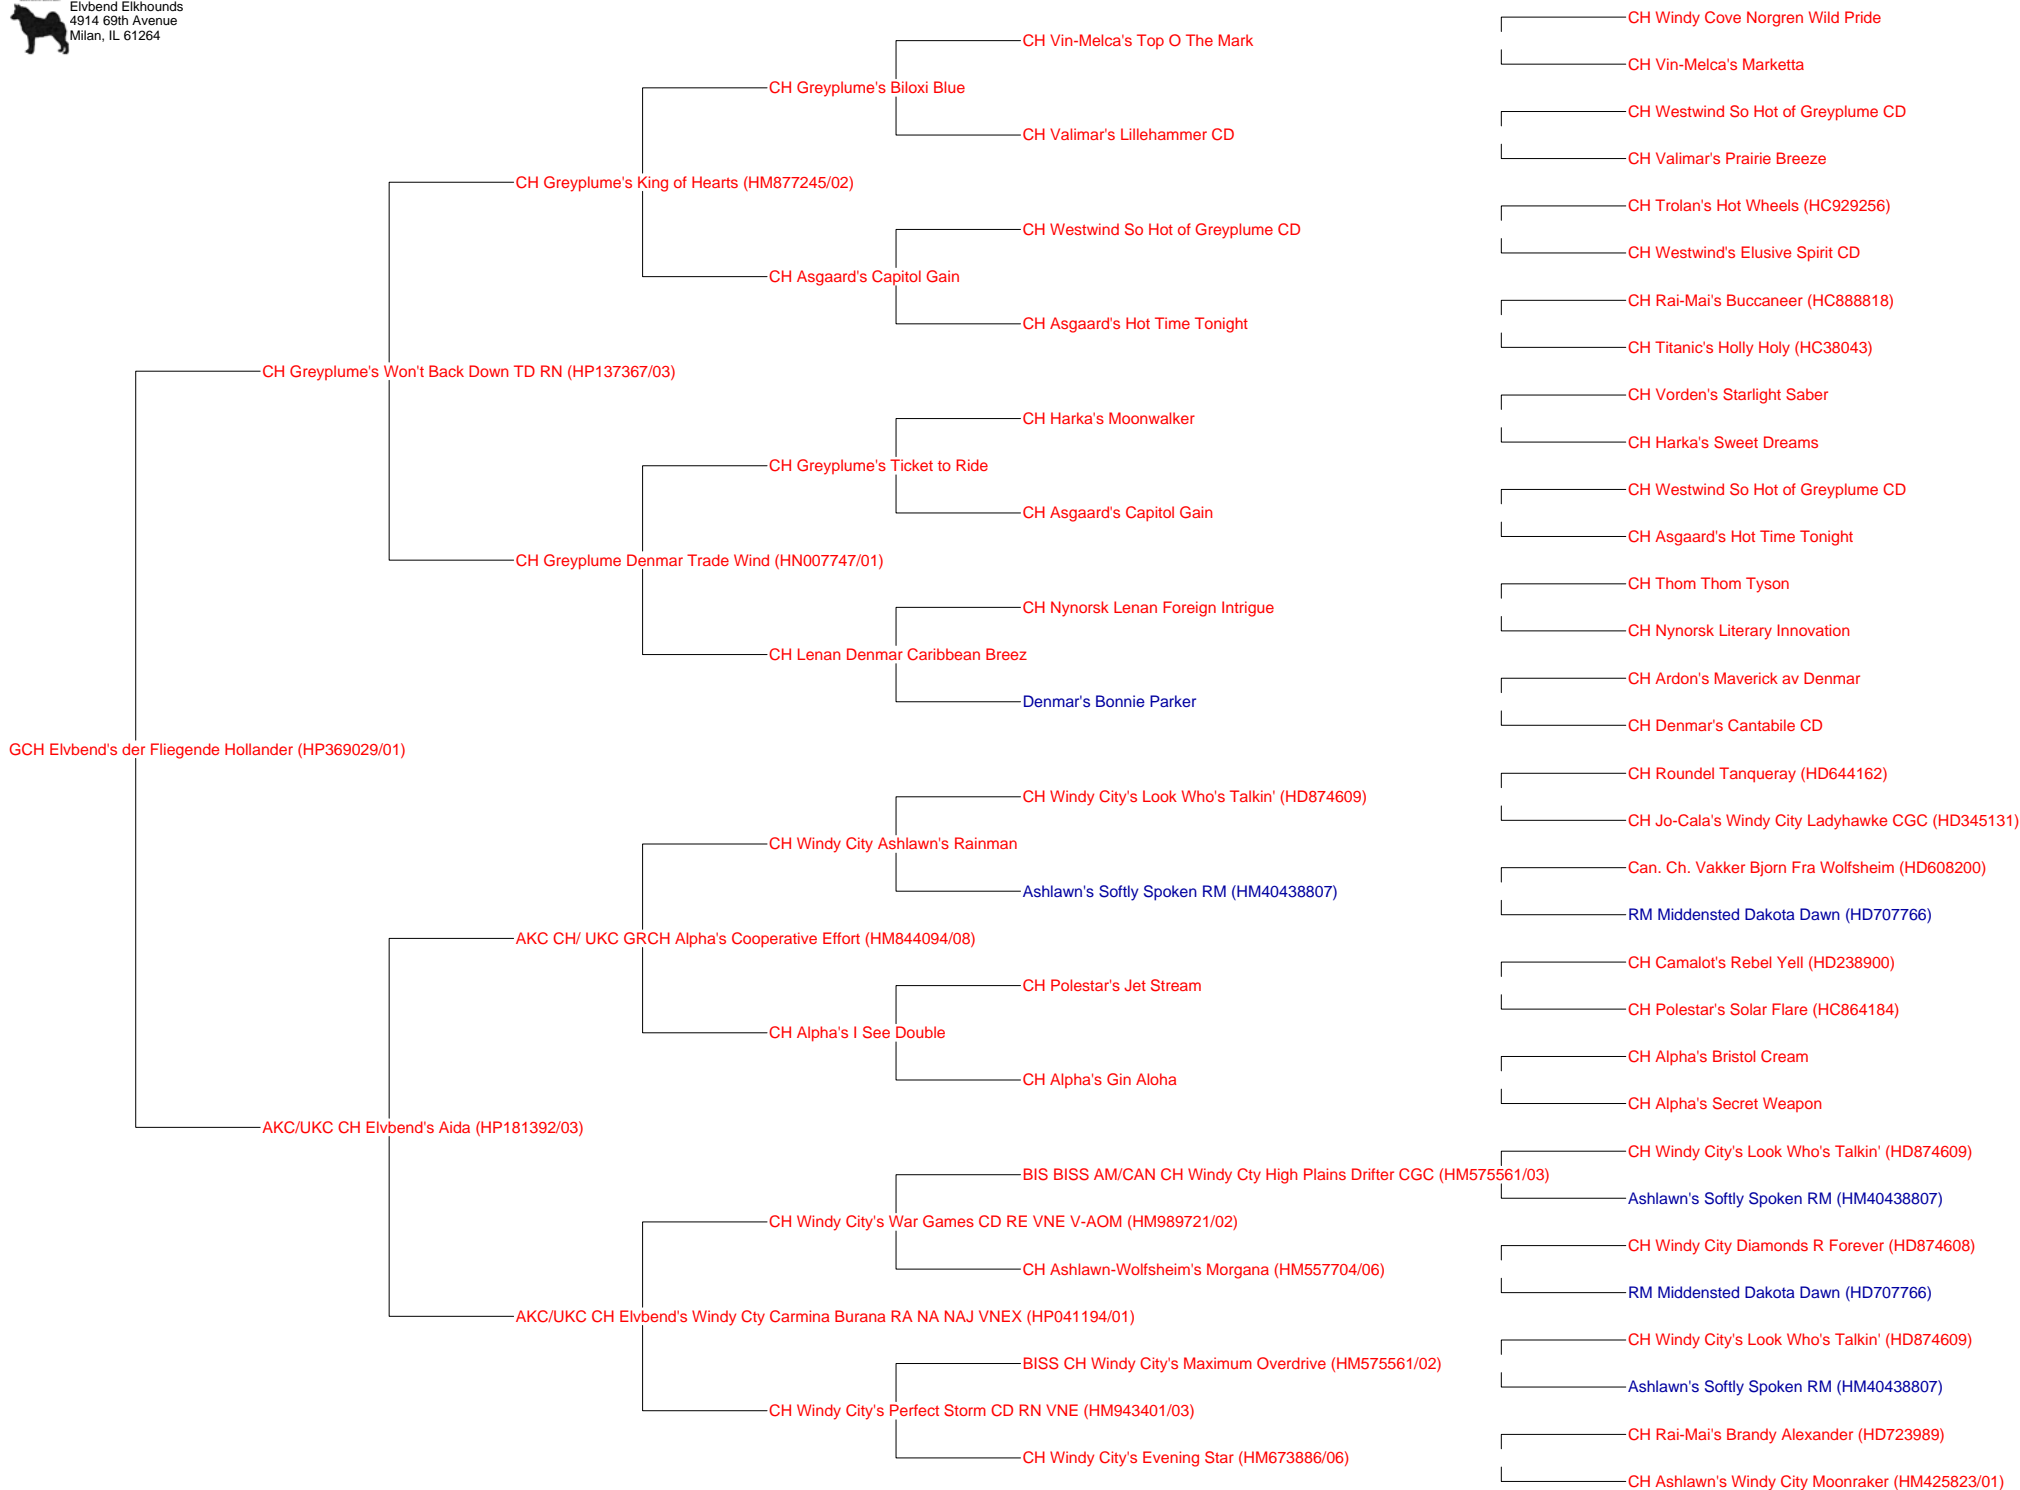 Elvbend Elkhounds
4914 69th Avenue
Milan, IL 61264
CH Windy Cove Norgren Wild Pride
CH Vin-Melca's Top O The Mark
CH Vin-Melca's Marketta
CH Greyplume's Biloxi Blue
CH Westwind So Hot of Greyplume CD
CH Valimar's Lillehammer CD
CH Valimar's Prairie Breeze
CH Greyplume's King of Hearts (HM877245/02)
CH Trolan's Hot Wheels (HC929256)
CH Westwind So Hot of Greyplume CD
CH Westwind's Elusive Spirit CD
CH Asgaard's Capitol Gain
CH Rai-Mai's Buccaneer (HC888818)
CH Asgaard's Hot Time Tonight
CH Titanic's Holly Holy (HC38043)
CH Greyplume's Won't Back Down TD RN (HP137367/03)
CH Vorden's Starlight Saber
CH Harka's Moonwalker
CH Harka's Sweet Dreams
CH Greyplume's Ticket to Ride
CH Westwind So Hot of Greyplume CD
CH Asgaard's Capitol Gain
CH Asgaard's Hot Time Tonight
CH Greyplume Denmar Trade Wind (HN007747/01)
CH Thom Thom Tyson
CH Nynorsk Lenan Foreign Intrigue
CH Nynorsk Literary Innovation
CH Lenan Denmar Caribbean Breez
CH Ardon's Maverick av Denmar
Denmar's Bonnie Parker
CH Denmar's Cantabile CD
GCH Elvbend's der Fliegende Hollander (HP369029/01)
CH Roundel Tanqueray (HD644162)
CH Windy City's Look Who's Talkin' (HD874609)
CH Jo-Cala's Windy City Ladyhawke CGC (HD345131)
CH Windy City Ashlawn's Rainman
Can. Ch. Vakker Bjorn Fra Wolfsheim (HD608200)
Ashlawn's Softly Spoken RM (HM40438807)
RM Middensted Dakota Dawn (HD707766)
AKC CH/ UKC GRCH Alpha's Cooperative Effort (HM844094/08)
CH Camalot's Rebel Yell (HD238900)
CH Polestar's Jet Stream
CH Polestar's Solar Flare (HC864184)
CH Alpha's I See Double
CH Alpha's Bristol Cream
CH Alpha's Gin Aloha
CH Alpha's Secret Weapon
AKC/UKC CH Elvbend's Aida (HP181392/03)
CH Windy City's Look Who's Talkin' (HD874609)
BIS BISS AM/CAN CH Windy Cty High Plains Drifter CGC (HM575561/03)
Ashlawn's Softly Spoken RM (HM40438807)
CH Windy City's War Games CD RE VNE V-AOM (HM989721/02)
CH Windy City Diamonds R Forever (HD874608)
CH Ashlawn-Wolfsheim's Morgana (HM557704/06)
RM Middensted Dakota Dawn (HD707766)
AKC/UKC CH Elvbend's Windy Cty Carmina Burana RA NA NAJ VNEX (HP041194/01)
CH Windy City's Look Who's Talkin' (HD874609)
BISS CH Windy City's Maximum Overdrive (HM575561/02)
Ashlawn's Softly Spoken RM (HM40438807)
CH Windy City's Perfect Storm CD RN VNE (HM943401/03)
CH Rai-Mai's Brandy Alexander (HD723989)
CH Windy City's Evening Star (HM673886/06)
CH Ashlawn's Windy City Moonraker (HM425823/01)